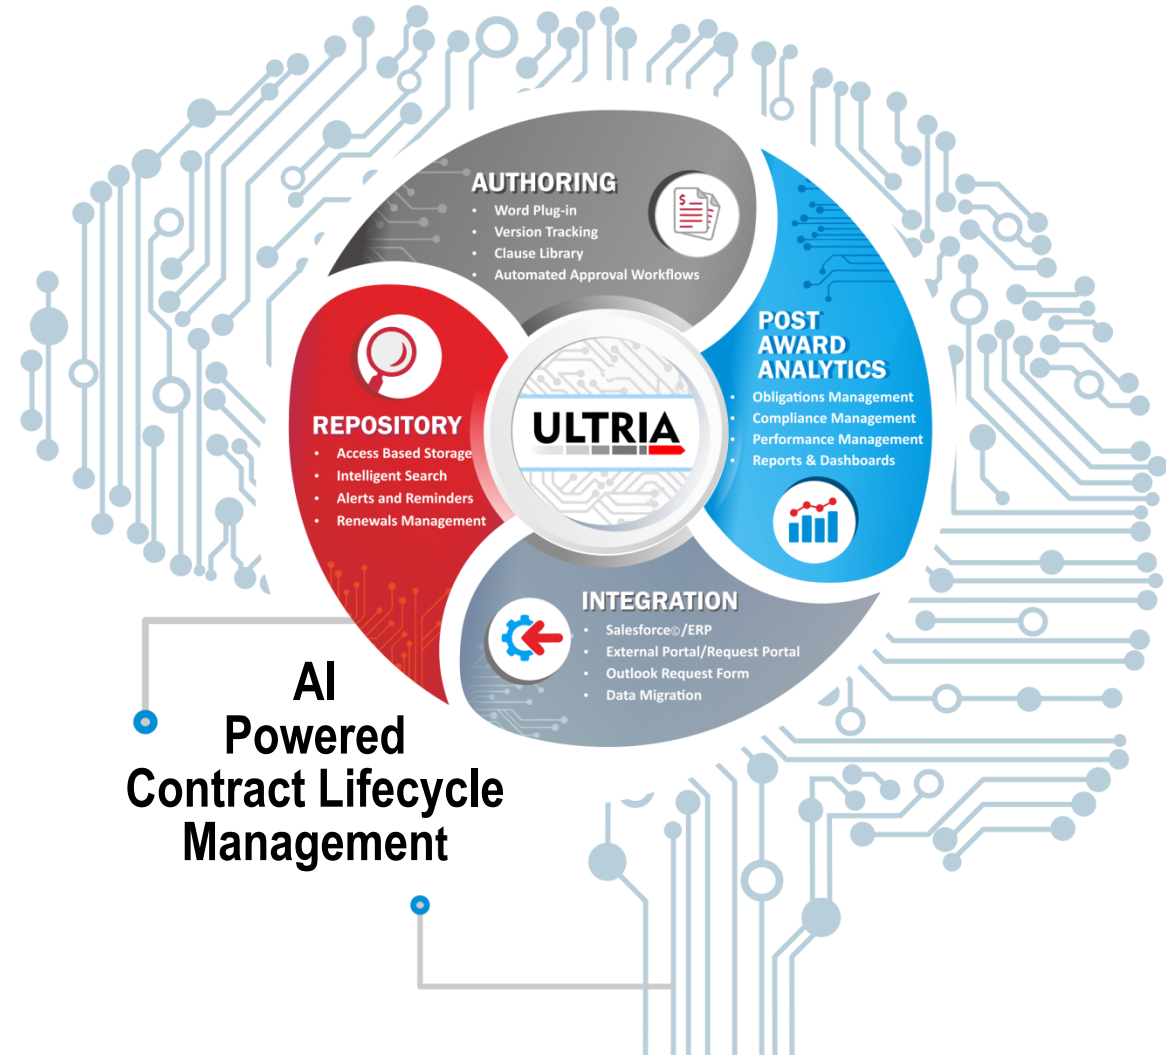 AUTHORING
• Word Plug-in
• Version Tracking
• Clause Library
• Automated Approval Workflows
POST
AWARD
ANALYTICS
• Obligations Management
• Compliance Management
• Performance Management
• Reports & Dashboards
REPOSITORY
• Access Based Storage
• Intelligent Search
• Alerts and Reminders
• Renewals Management
ULTRIA
INTEGRATION
• Salesforce©/ERP
• External Portal/Request Portal
• Outlook Request Form
• Data Migration
AI
Powered
Contract Lifecycle
Management
$